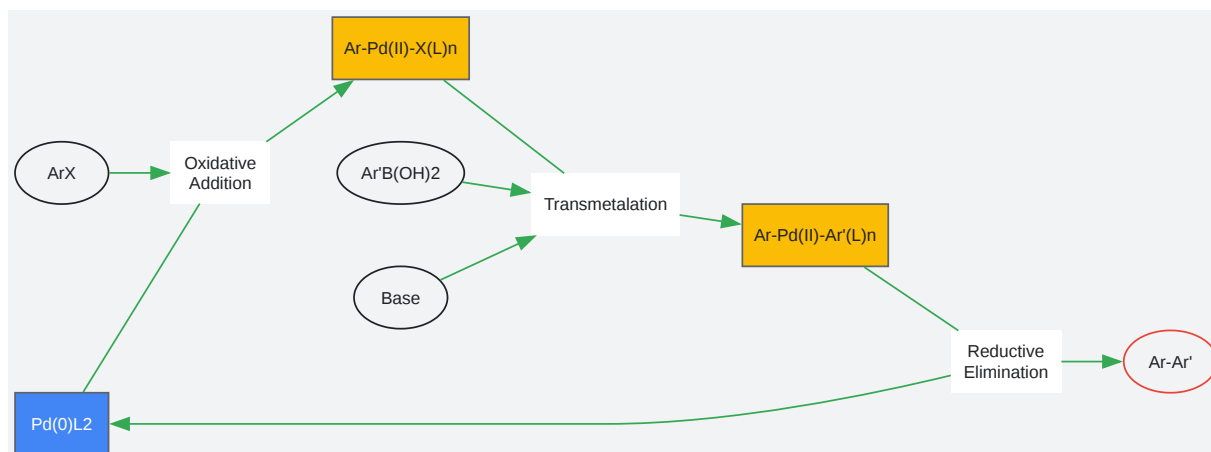 Ar-Pd(II)-X(L)n
ArX
Oxidative
Addition
Ar'B(OH)2
Transmetalation
Ar-Pd(II)-Ar'(L)n
Base
Reductive
Elimination
Ar-Ar'
Pd(0)L2